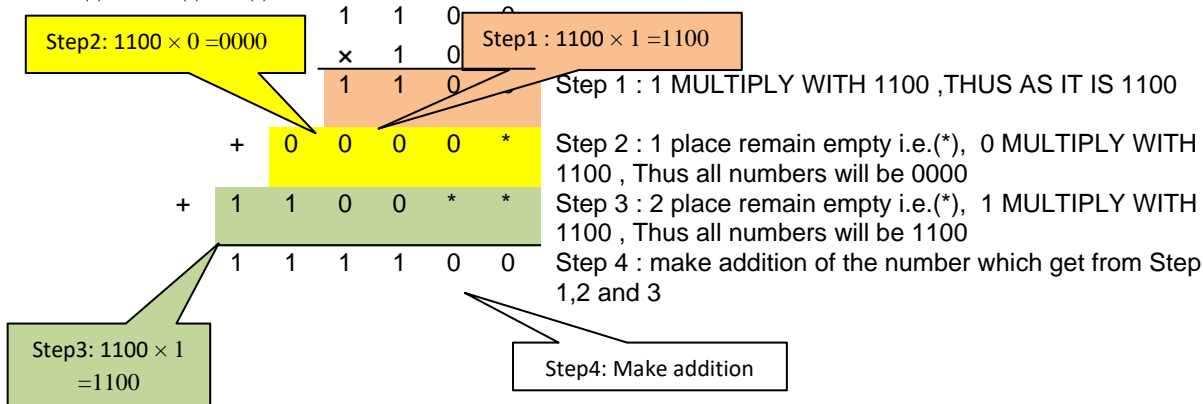 1 1 0
Step2: 1100 × 0 =0000
Step1 : 1100 × 1 =1100
× 1 0
1 1 0 Step 1 : 1 MULTIPLY WITH 1100 ,THUS AS IT IS 1100
+ 0 0 0 0 * Step 2 : 1 place remain empty i.e.(*), 0 MULTIPLY WITH
1100 , Thus all numbers will be 0000
+ 1 1 0 0 * * Step 3 : 2 place remain empty i.e.(*), 1 MULTIPLY WITH
1100 , Thus all numbers will be 1100
1 1 1 1 0 0 Step 4 : make addition of the number which get from Step
1,2 and 3
Step3: 1100 × 1
=1100
Step4: Make addition